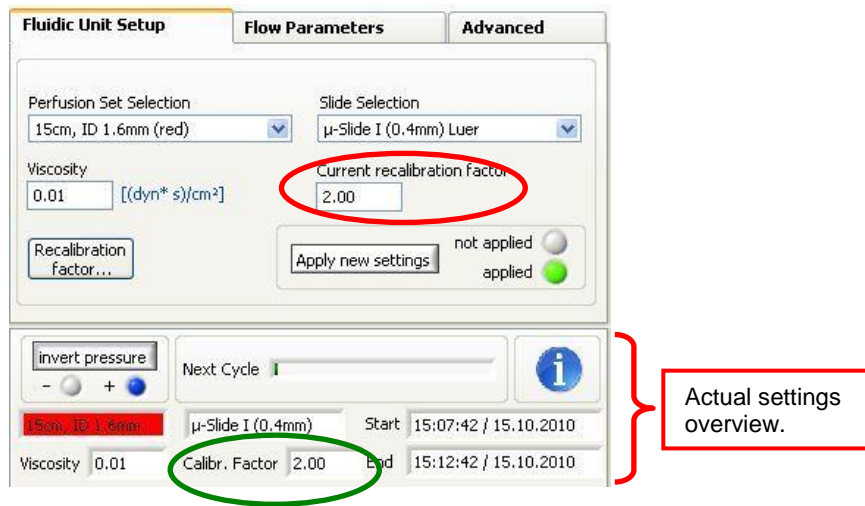 Fluidic Unit Setup Flow Parameters Advanced
Perfusion Set Selection Slide Selection
15cm, ID 1.6mm (red) µ-Slide I (0.4mm) Luer
Viscosity Current recalibration factor
0.01 [(dyn* s)/cm²] 2.00
Recalibration
factor...
Apply new settings
not applied
applied
invert pressure
- +
Next Cycle
i
15cm, ID 1.6mm µ-Slide I (0.4mm) Start 15:07:42 / 15.10.2010
Viscosity 0.01 Calibr. Factor 2.00 End 15:12:42 / 15.10.2010
Actual settings
overview.